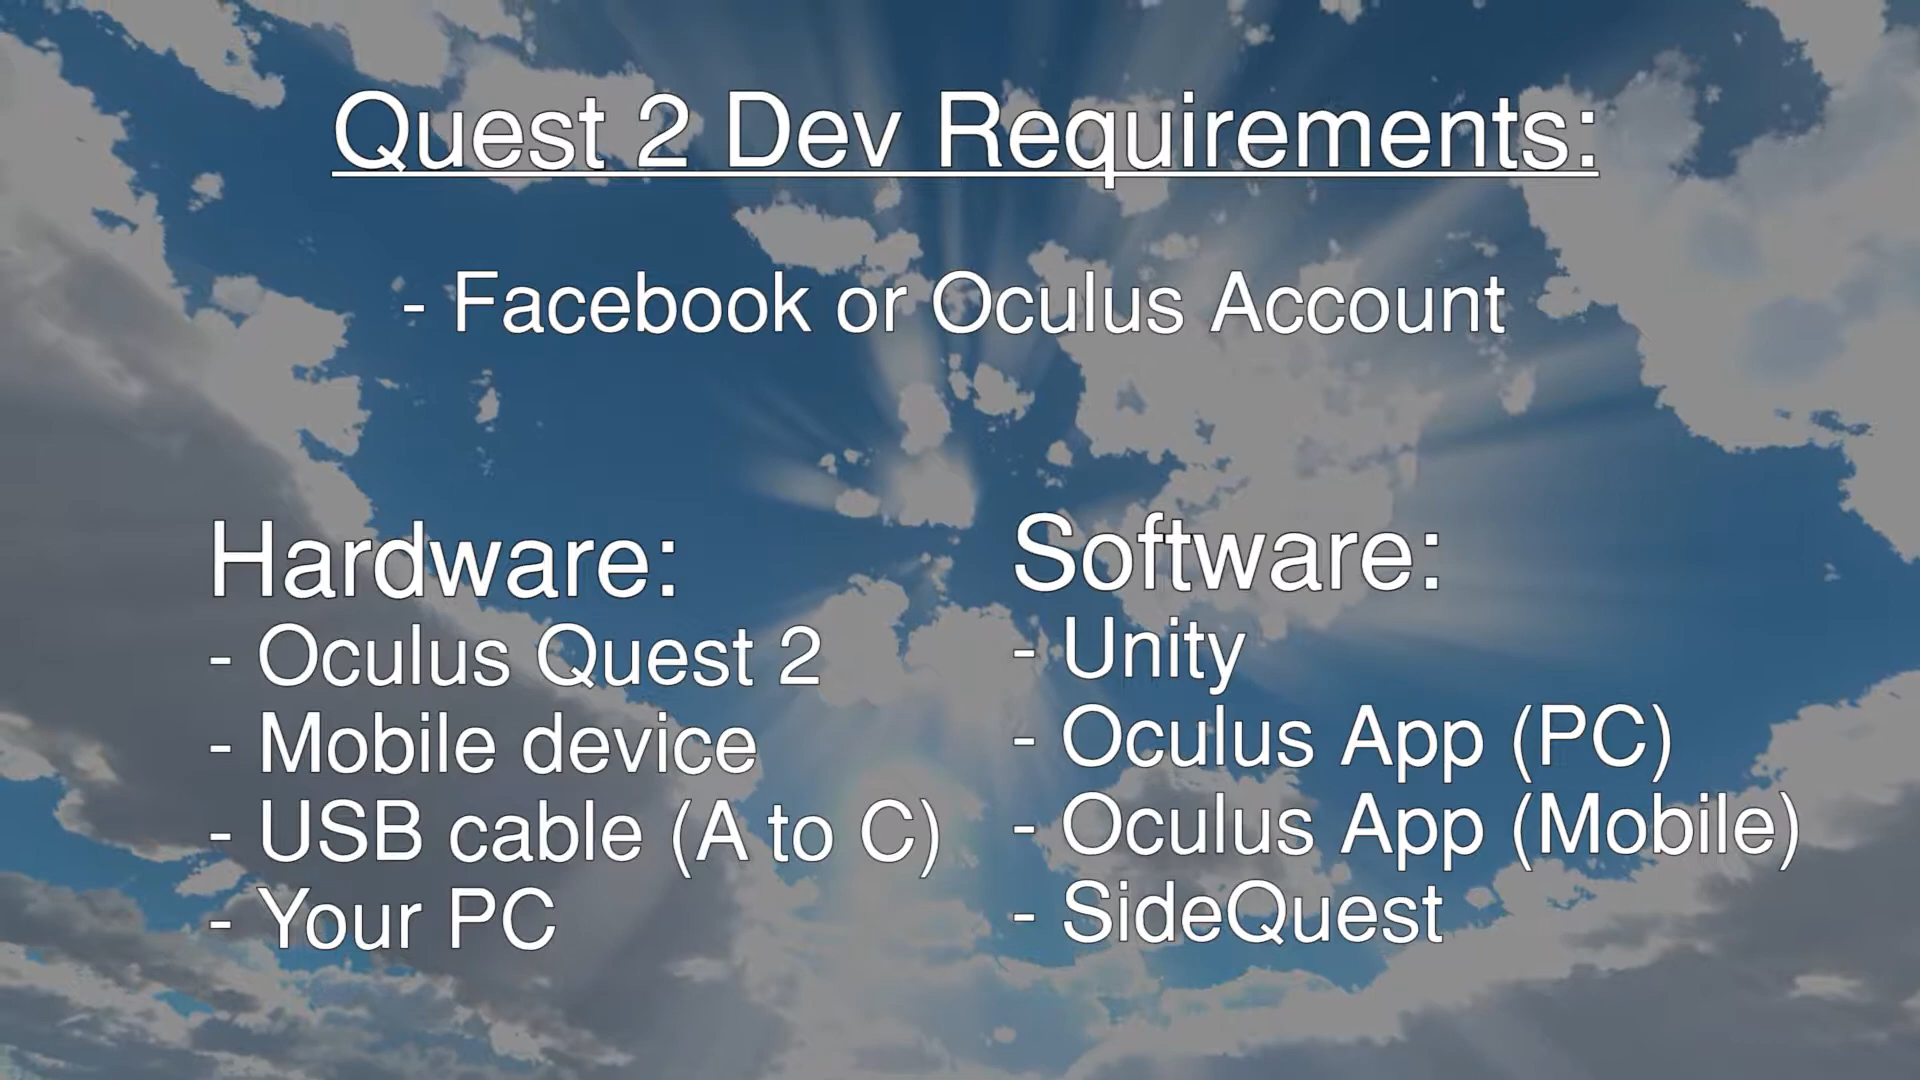 Quest 2 Dev Requirements:
- Facebook or Oculus Account
Hardware:
- Oculus Quest 2
- Mobile device
- USB cable (A to C)
- Your PC
Software:
- Unity
- Oculus App (PC)
- Oculus App (Mobile)
- SideQuest